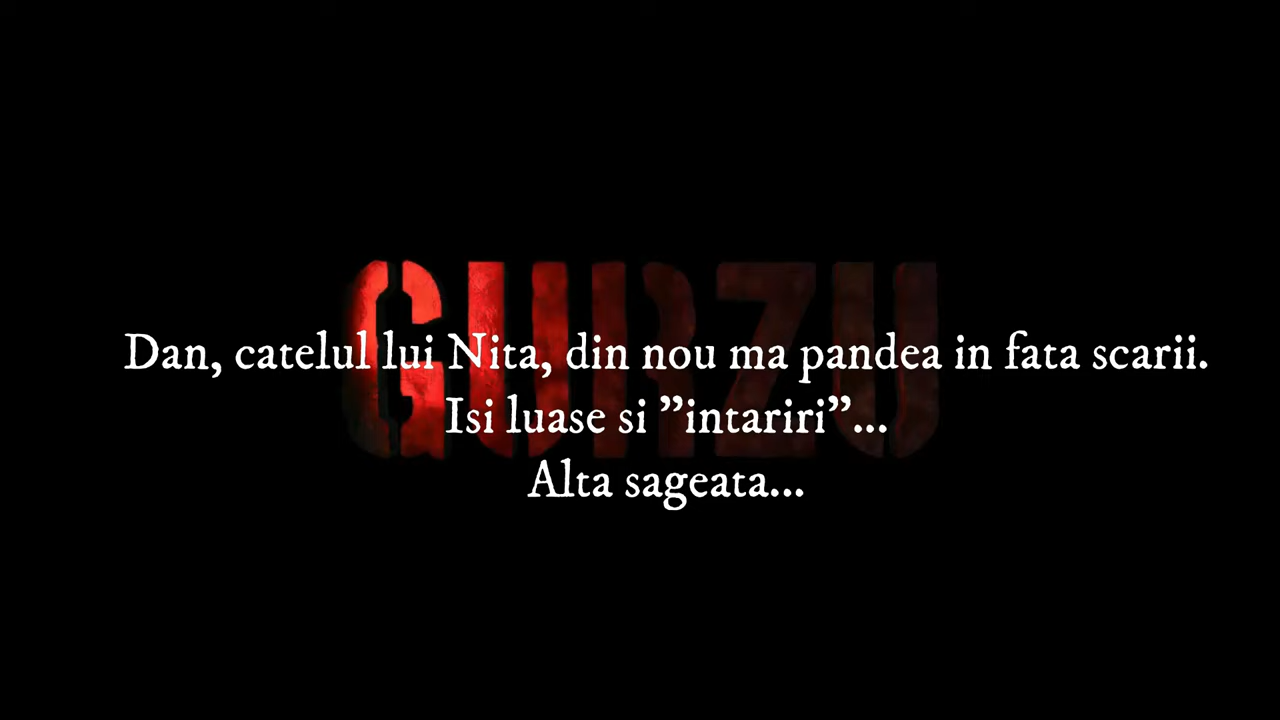 GURZU
Dan, catelul lui Nita, din nou ma pandea in fata scarii.
Isi luase si ”intariri”...
Alta sageata...